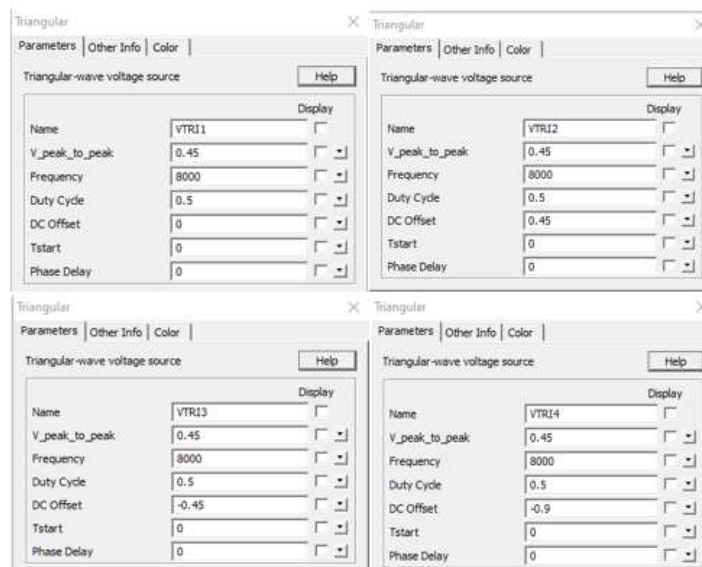 Triangular
Parameters Other Info Color
Triangular-wave voltage source Help
Display
Name VTRI1
V_peak_to_peak 0.45
Frequency 8000
Duty Cycle 0.5
DC Offset 0
Tstart 0
Phase Delay 0
Triangular
Parameters Other Info Color
Triangular-wave voltage source Help
Display
Name VTRI2
V_peak_to_peak 0.45
Frequency 8000
Duty Cycle 0.5
DC Offset 0.45
Tstart 0
Phase Delay 0
Triangular
Parameters Other Info Color
Triangular-wave voltage source Help
Display
Name VTRI3
V_peak_to_peak 0.45
Frequency 8000
Duty Cycle 0.5
DC Offset -0.45
Tstart 0
Phase Delay 0
Triangular
Parameters Other Info Color
Triangular-wave voltage source Help
Display
Name VTRI4
V_peak_to_peak 0.45
Frequency 8000
Duty Cycle 0.5
DC Offset -0.9
Tstart 0
Phase Delay 0